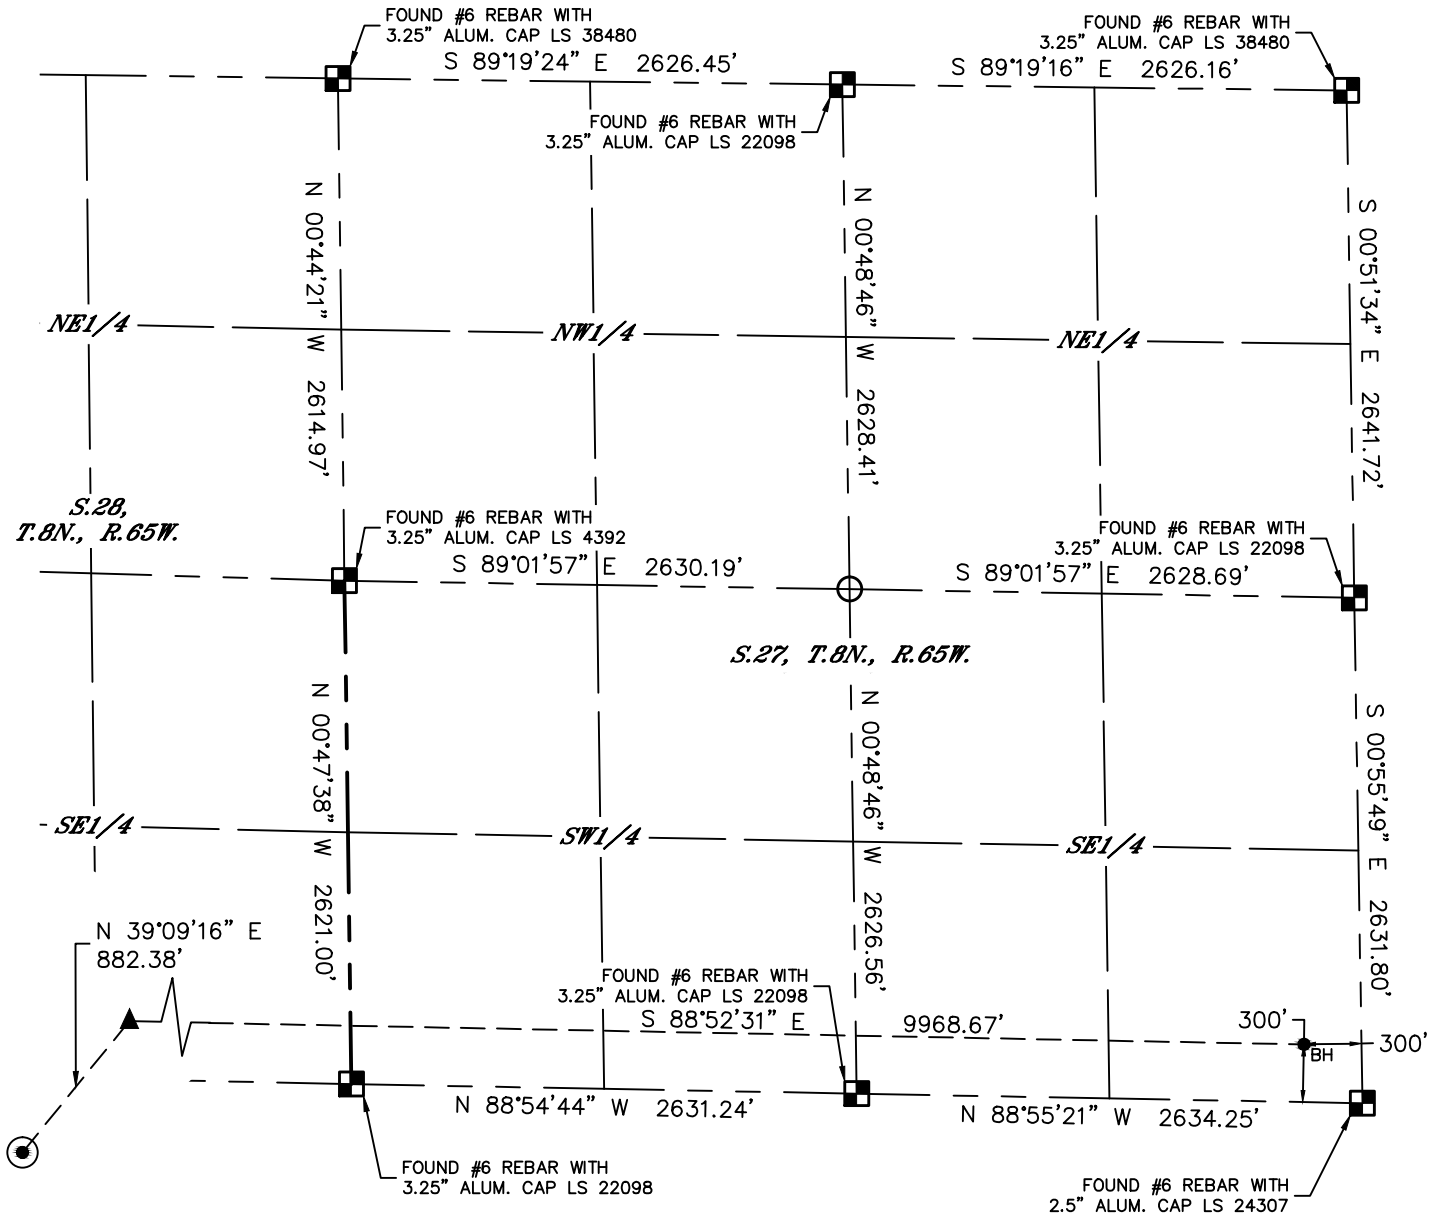 FOUND #6 REBAR WITH
3.25" ALUM. CAP LS 38480
S 89°19'24" E 2626.45'
FOUND #6 REBAR WITH
3.25" ALUM. CAP LS 38480
S 89°19'16" E 2626.16'
FOUND #6 REBAR WITH
3.25" ALUM. CAP LS 22098
N 00°44'21" W 2614.97'
N 00°48'46" W 2628.41'
S 00°51'34" E 2641.72'
NE1/4
NW1/4
NE1/4
S.28,
T.8N., R.65W.
FOUND #6 REBAR WITH
3.25" ALUM. CAP LS 4392
S 89°01'57" E 2630.19'
FOUND #6 REBAR WITH
3.25" ALUM. CAP LS 22098
S 89°01'57" E 2628.69'
S.27, T.8N., R.65W.
N 00°47'38" W 2621.00'
N 00°48'46" W 2626.56'
S 00°55'49" E 2631.80'
SE1/4
SW1/4
SE1/4
N 39°09'16" E
882.38'
FOUND #6 REBAR WITH
3.25" ALUM. CAP LS 22098
S 88°52'31" E 9968.67'
300'
300'
BH
N 88°54'44" W 2631.24'
N 88°55'21" W 2634.25'
FOUND #6 REBAR WITH
3.25" ALUM. CAP LS 22098
FOUND #6 REBAR WITH
2.5" ALUM. CAP LS 24307